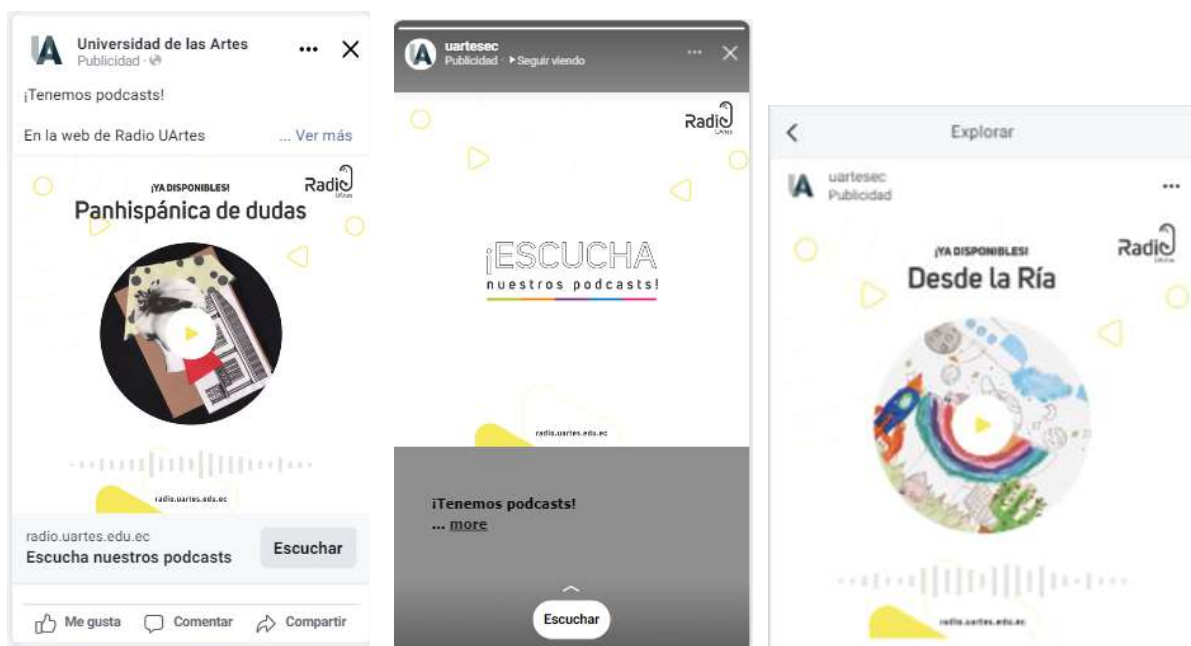 Universidad de las Artes
Publicidad
¡Tenemos podcasts!
En la web de Radio UArtes ... Ver más
¡YA DISPONIBLES!
Radio
UArtes
Panhispánica de dudas
radio.uartes.edu.ec
radio.uartes.edu.ec
Escucha nuestros podcasts
Escuchar
Me gusta
Comentar
Compartir
uartesec
Publicidad · Seguir viendo
Radio
UArtes
¡ESCUCHA
nuestros podcasts!
radio.uartes.edu.ec
¡Tenemos podcasts!
... more
Escuchar
Explorar
uartesec
Publicidad
¡YA DISPONIBLES!
Radio
UArtes
Desde la Ría
radio.uartes.edu.ec